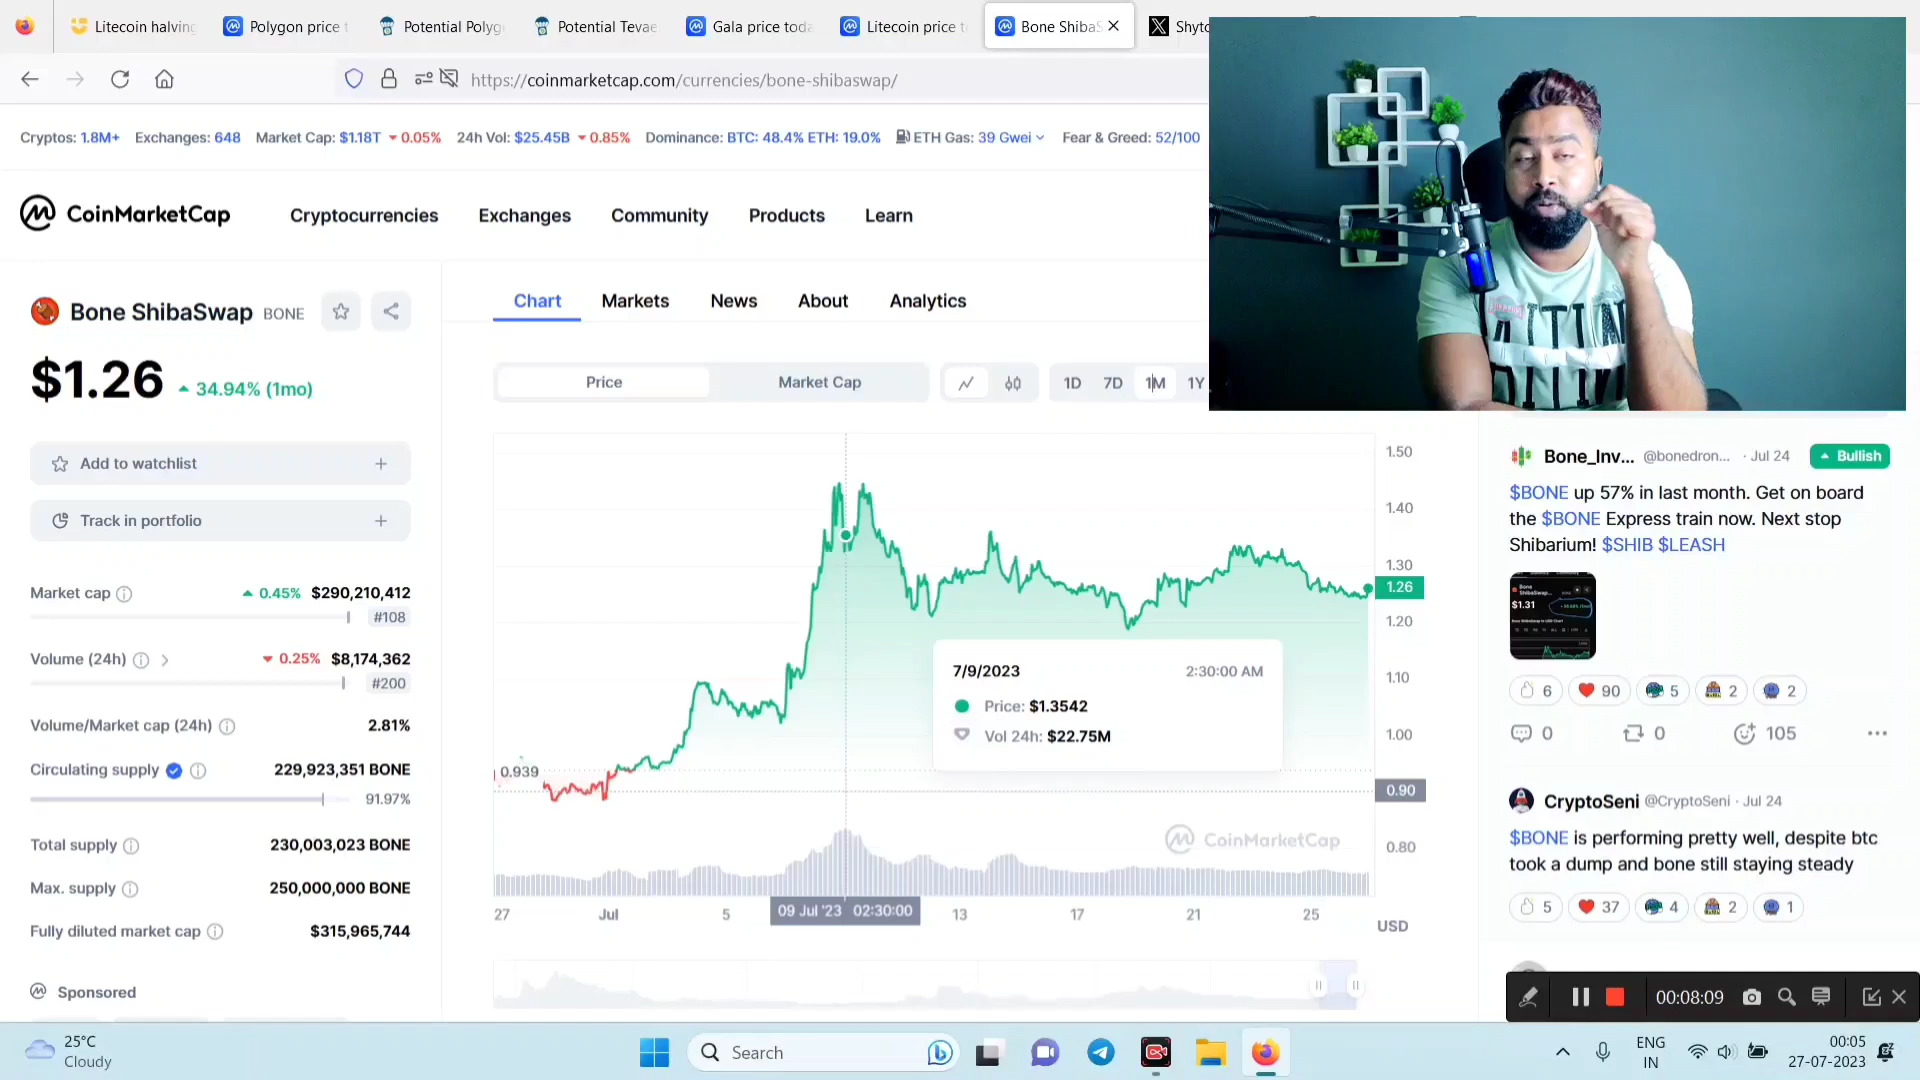 Litecoin halving
Polygon price t
Potential Polyg
Potential Tevae
Gala price toda
Litecoin price t
Bone ShibaS
Shyto
https://coinmarketcap.com/currencies/bone-shibaswap/
Cryptos: 1.8M+ Exchanges: 648 Market Cap: $1.18T 0.05% 24h Vol: $25.45B 0.85% Dominance: BTC: 48.4% ETH: 19.0% ETH Gas: 39 Gwei Fear & Greed: 52/100
CoinMarketCap
Cryptocurrencies Exchanges Community Products Learn
Bone ShibaSwap BONE
$1.26 34.94% (1mo)
Add to watchlist
Track in portfolio
Market cap 0.45% $290,210,412
#108
Volume (24h) 0.25% $8,174,362
#200
Volume/Market cap (24h) 2.81%
Circulating supply 229,923,351 BONE
91.97%
Total supply 230,003,023 BONE
Max. supply 250,000,000 BONE
Fully diluted market cap $315,965,744
Sponsored
Chart Markets News About Analytics
Price Market Cap 1D 7D 1M 1Y
1.50
1.40
1.30
1.26
1.20
1.10
1.00
0.90
0.80
0.939
7/9/2023 2:30:00 AM
Price: $1.3542
Vol 24h: $22.75M
CoinMarketCap
27 Jul 5 09 Jul '23 02:30:00 13 17 21 25
USD
Bone_Inv... @bonedron... · Jul 24 Bullish
$BONE up 57% in last month. Get on board
the $BONE Express train now. Next stop
Shibarium! $SHIB $LEASH
$1.31
6 90 5 2 2
0 0 105
CryptoSeni @CryptoSeni · Jul 24
$BONE is performing pretty well, despite btc
took a dump and bone still staying steady
5 37 4 2 1
00:08:09
25°C
Cloudy
Search
ENG
IN
00:05
27-07-2023